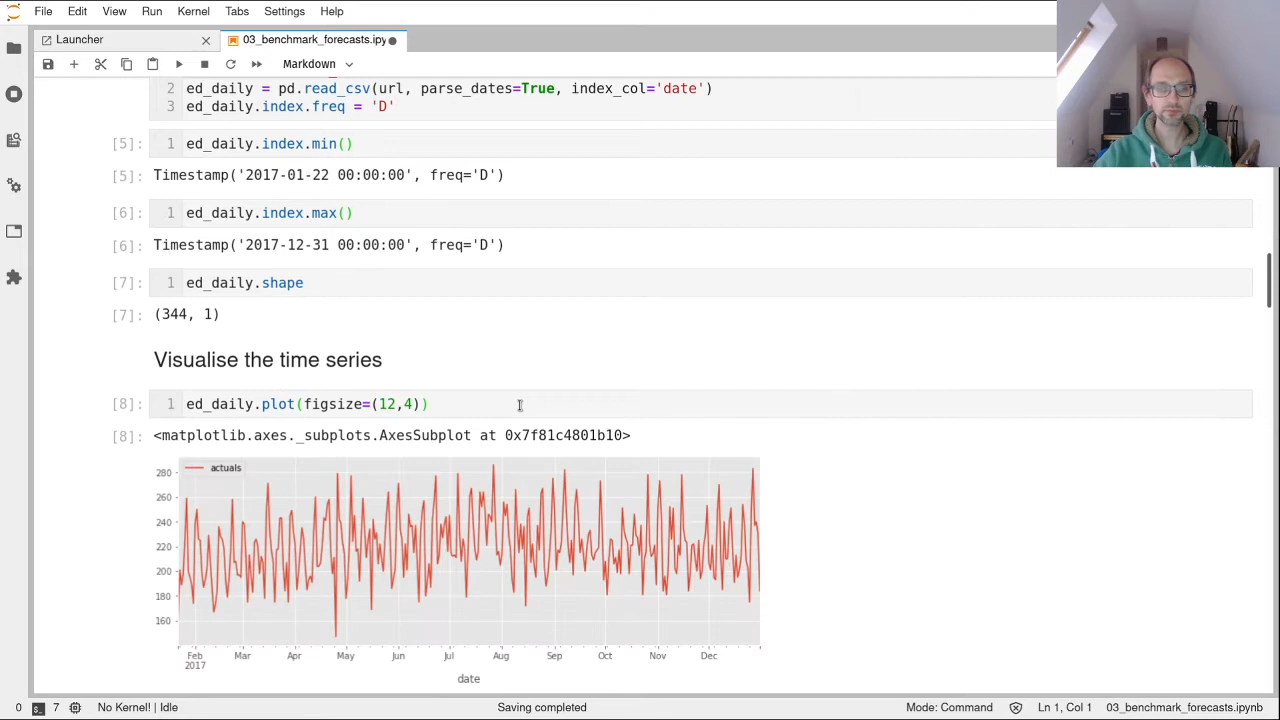 File Edit View Run Kernel Tabs Settings Help
Launcher
03_benchmark_forecasts.ipy
Markdown
2 ed_daily = pd.read_csv(url, parse_dates=True, index_col='date')
3 ed_daily.index.freq = 'D'
[5]: 1 ed_daily.index.min()
[5]: Timestamp('2017-01-22 00:00:00', freq='D')
[6]: 1 ed_daily.index.max()
[6]: Timestamp('2017-12-31 00:00:00', freq='D')
[7]: 1 ed_daily.shape
[7]: (344, 1)
Visualise the time series
[8]: 1 ed_daily.plot(figsize=(12,4))
[8]: <matplotlib.axes._subplots.AxesSubplot at 0x7f81c4801b10>
actuals
280
260
240
220
200
180
160
Feb Mar Apr May Jun Jul Aug Sep Oct Nov Dec
2017
date
0 7 No Kernel! | Idle Saving completed Mode: Command Ln 1, Col 1 03_benchmark_forecasts.ipynb